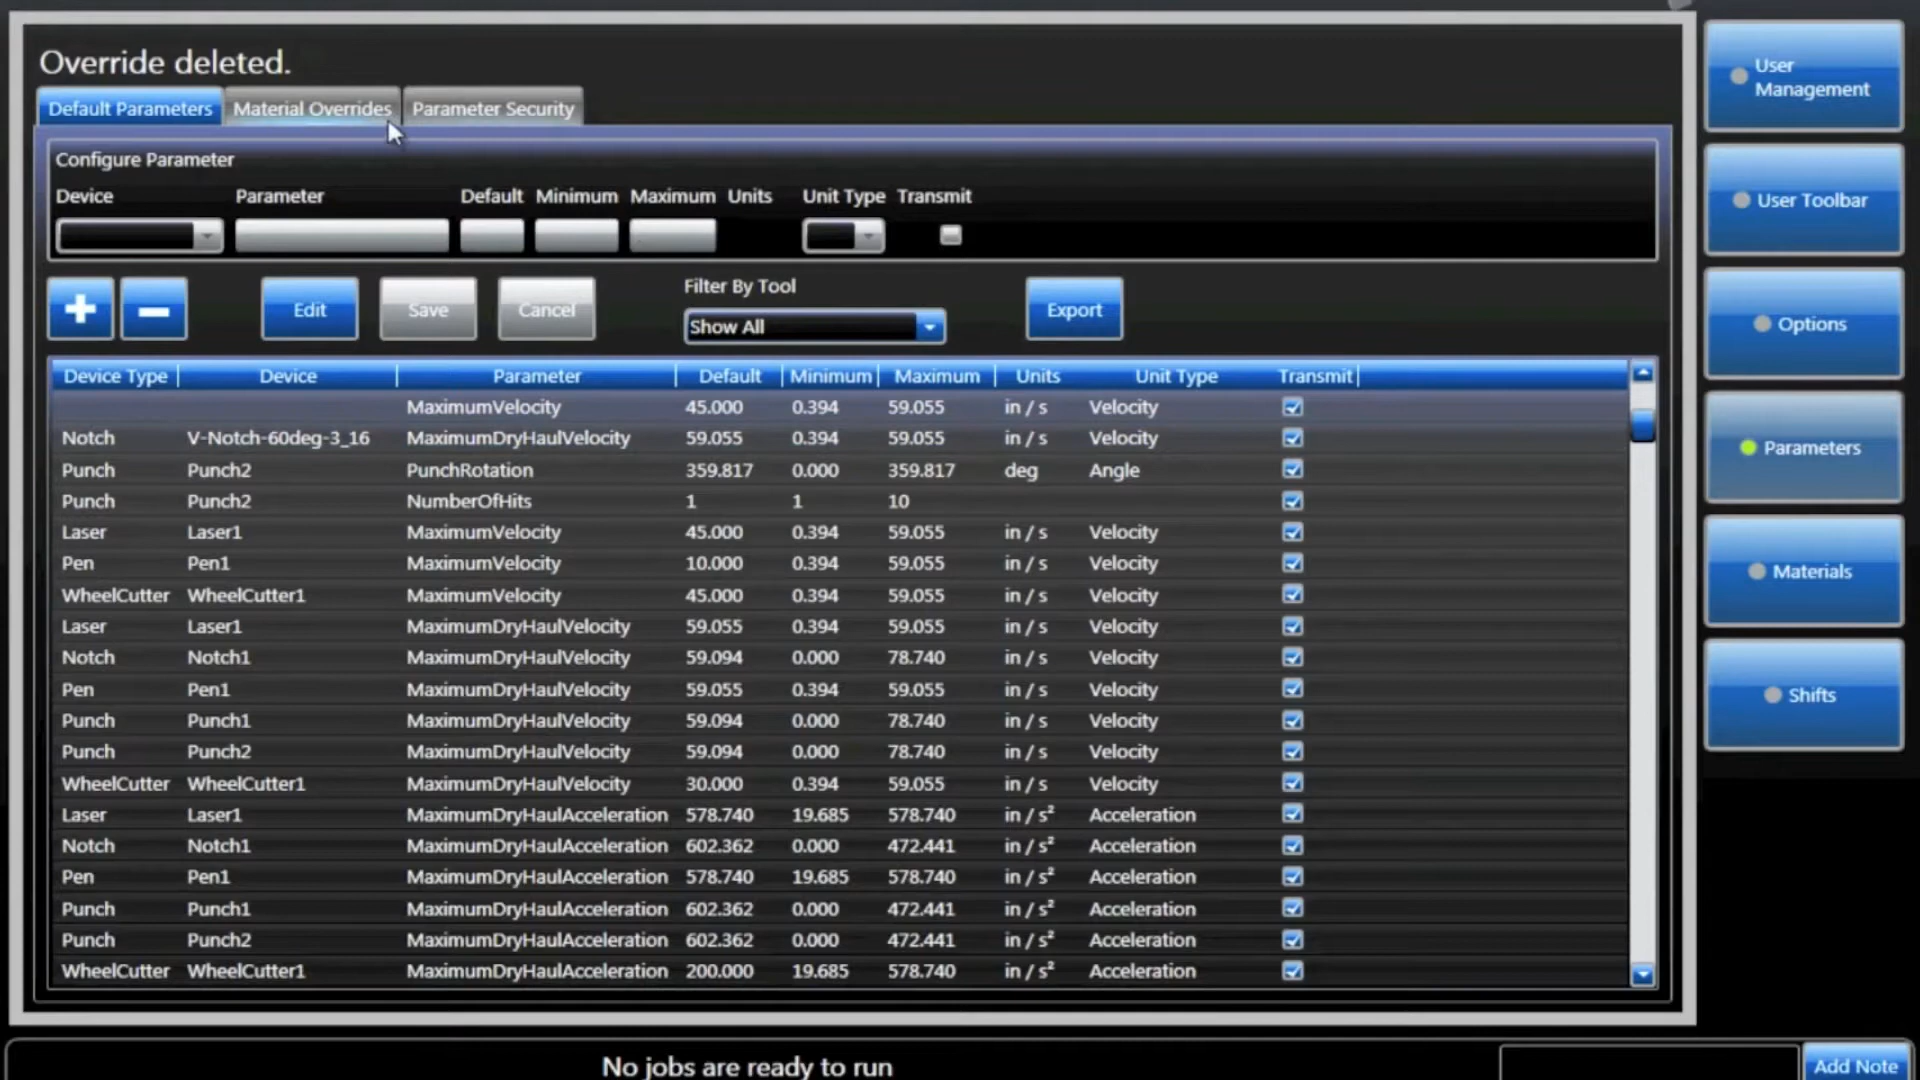 Override deleted.
Default Parameters Material Overrides Parameter Security
Configure Parameter
Device Parameter Default Minimum Maximum Units Unit Type Transmit
Edit Save Cancel Filter By Tool Show All Export
Device Type Device Parameter Default Minimum Maximum Units Unit Type Transmit
MaximumVelocity 45.000 0.394 59.055 in / s Velocity
Notch V-Notch-60deg-3_16 MaximumDryHaulVelocity 59.055 0.394 59.055 in / s Velocity
Punch Punch2 PunchRotation 359.817 0.000 359.817 deg Angle
Punch Punch2 NumberOfHits 1 1 10
Laser Laser1 MaximumVelocity 45.000 0.394 59.055 in / s Velocity
Pen Pen1 MaximumVelocity 10.000 0.394 59.055 in / s Velocity
WheelCutter WheelCutter1 MaximumVelocity 45.000 0.394 59.055 in / s Velocity
Laser Laser1 MaximumDryHaulVelocity 59.055 0.394 59.055 in / s Velocity
Notch Notch1 MaximumDryHaulVelocity 59.094 0.000 78.740 in / s Velocity
Pen Pen1 MaximumDryHaulVelocity 59.055 0.394 59.055 in / s Velocity
Punch Punch1 MaximumDryHaulVelocity 59.094 0.000 78.740 in / s Velocity
Punch Punch2 MaximumDryHaulVelocity 59.094 0.000 78.740 in / s Velocity
WheelCutter WheelCutter1 MaximumDryHaulVelocity 30.000 0.394 59.055 in / s Velocity
Laser Laser1 MaximumDryHaulAcceleration 578.740 19.685 578.740 in / s² Acceleration
Notch Notch1 MaximumDryHaulAcceleration 602.362 0.000 472.441 in / s² Acceleration
Pen Pen1 MaximumDryHaulAcceleration 578.740 19.685 578.740 in / s² Acceleration
Punch Punch1 MaximumDryHaulAcceleration 602.362 0.000 472.441 in / s² Acceleration
Punch Punch2 MaximumDryHaulAcceleration 602.362 0.000 472.441 in / s² Acceleration
WheelCutter WheelCutter1 MaximumDryHaulAcceleration 200.000 19.685 578.740 in / s² Acceleration
User
Management
User Toolbar
Options
Parameters
Materials
Shifts
No jobs are ready to run
Add Note